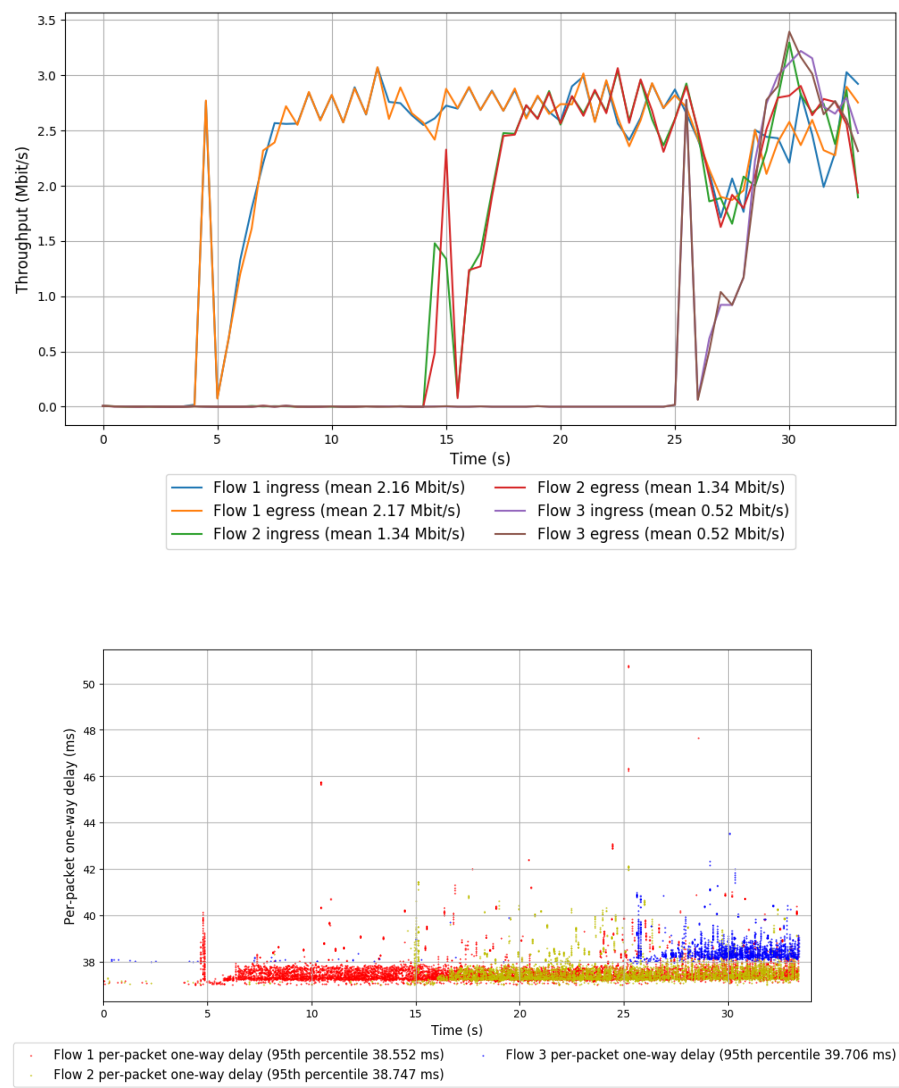 3.5
3.0
2.5
2.0
1.5
1.0
0.5
0.0
Throughput (Mbit/s)
0 5 10 15 20 25 30
Time (s)
Flow 1 ingress (mean 2.16 Mbit/s) Flow 2 egress (mean 1.34 Mbit/s)
Flow 1 egress (mean 2.17 Mbit/s) Flow 3 ingress (mean 0.52 Mbit/s)
Flow 2 ingress (mean 1.34 Mbit/s) Flow 3 egress (mean 0.52 Mbit/s)
50
48
46
44
42
40
38
Per-packet one-way delay (ms)
0 5 10 15 20 25 30
Time (s)
Flow 1 per-packet one-way delay (95th percentile 38.552 ms) Flow 3 per-packet one-way delay (95th percentile 39.706 ms)
Flow 2 per-packet one-way delay (95th percentile 38.747 ms)